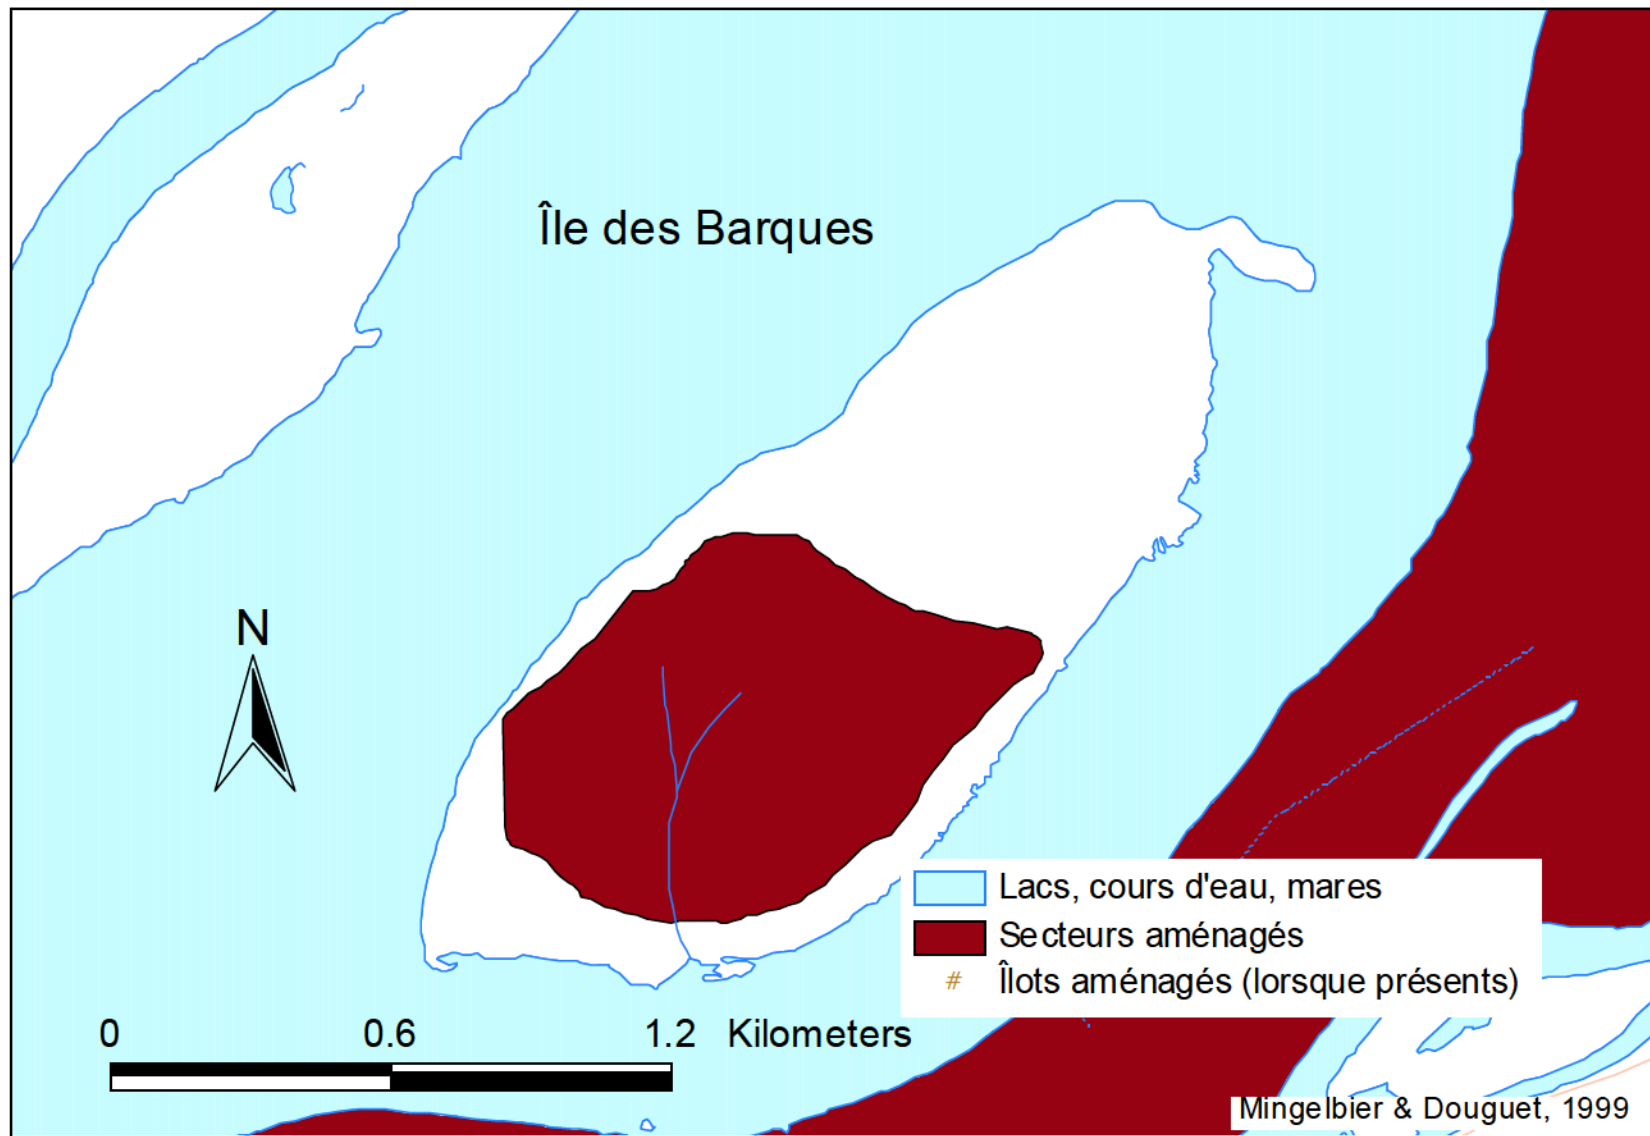 Île des Barques
N
Lacs, cours d'eau, mares
Secteurs aménagés
# Îlots aménagés (lorsque présents)
0 0.6 1.2 Kilometers
Mingelbier & Douguet, 1999